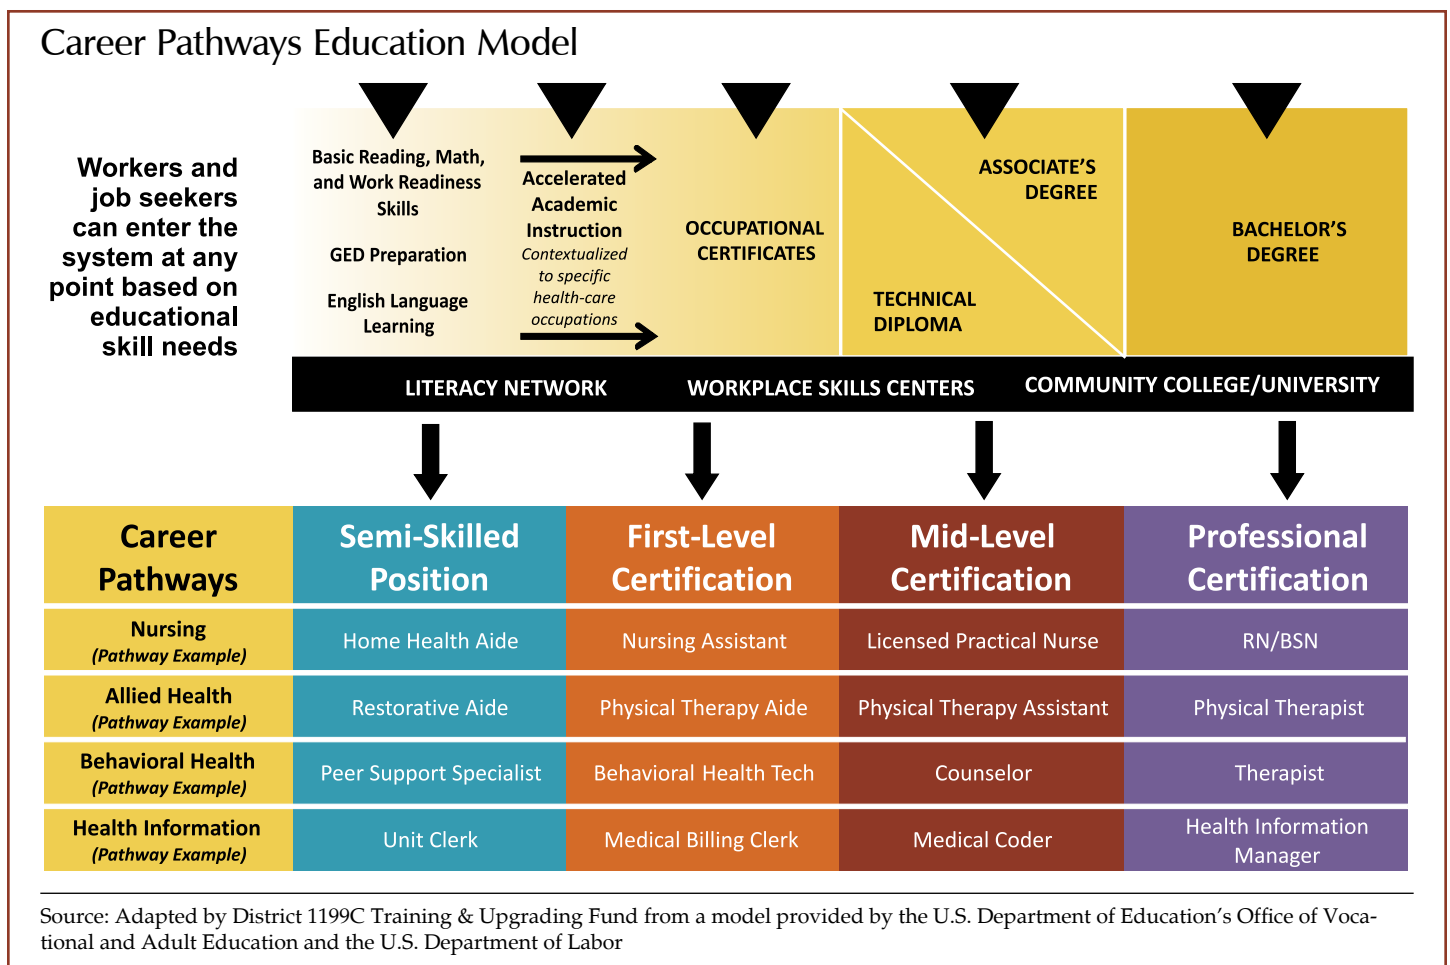 Career Pathways Education Model
Workers and
job seekers
can enter the
system at any
point based on
educational
skill needs
Basic Reading, Math,
and Work Readiness
Skills
GED Preparation
English Language
Learning
Accelerated
Academic
Instruction
Contextualized
to specific
health-care
occupations
OCCUPATIONAL
CERTIFICATES
ASSOCIATE'S
DEGREE
TECHNICAL
DIPLOMA
BACHELOR'S
DEGREE
LITERACY NETWORK
WORKPLACE SKILLS CENTERS
COMMUNITY COLLEGE/UNIVERSITY
Career
Pathways
Semi-Skilled
Position
First-Level
Certification
Mid-Level
Certification
Professional
Certification
Nursing
(Pathway Example)
Home Health Aide
Nursing Assistant
Licensed Practical Nurse
RN/BSN
Allied Health
(Pathway Example)
Restorative Aide
Physical Therapy Aide
Physical Therapy Assistant
Physical Therapist
Behavioral Health
(Pathway Example)
Peer Support Specialist
Behavioral Health Tech
Counselor
Therapist
Health Information
(Pathway Example)
Unit Clerk
Medical Billing Clerk
Medical Coder
Health Information
Manager
Source: Adapted by District 1199C Training & Upgrading Fund from a model provided by the U.S. Department of Education's Office of Voca-
tional and Adult Education and the U.S. Department of Labor